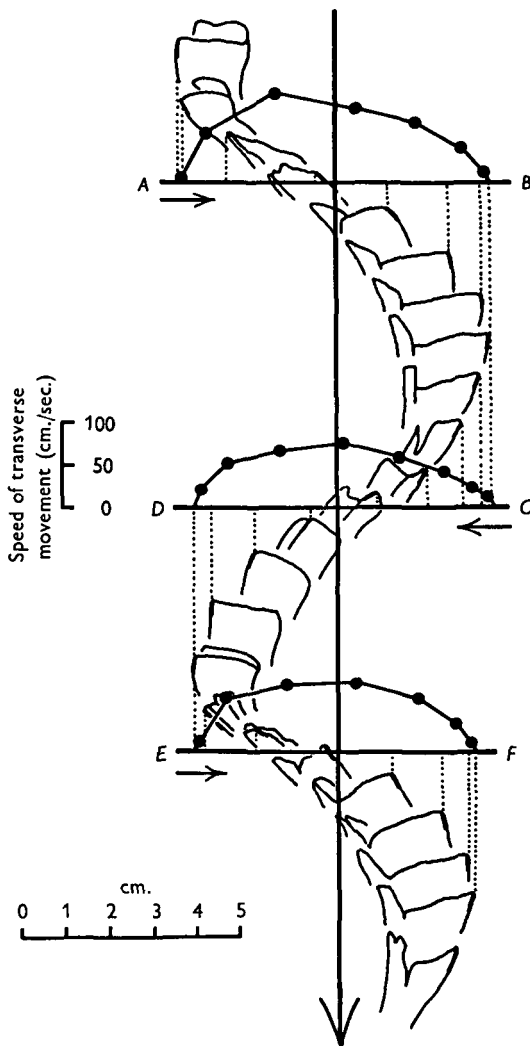 A
B
Speed of transverse
movement (cm./sec.)
100
50
0
D
C
E
F
cm.
0 1 2 3 4 5